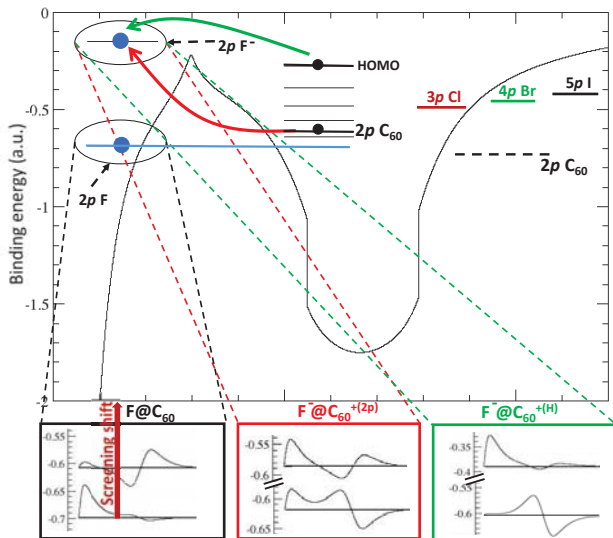 Binding energy (a.u.)
-0
-0.5
-1
-1.5
-2
2p F⁻
HOMO
2p C60
2p F
3p Cl
4p Br
5p I
2p C60
F@C60
F⁻@C60+(2p)
F⁻@C60+(H)
Screening shift
-0.55
-0.6
-0.7
-0.55
-0.6
-0.6
-0.65
-0.35
-0.4
-0.55
-0.6